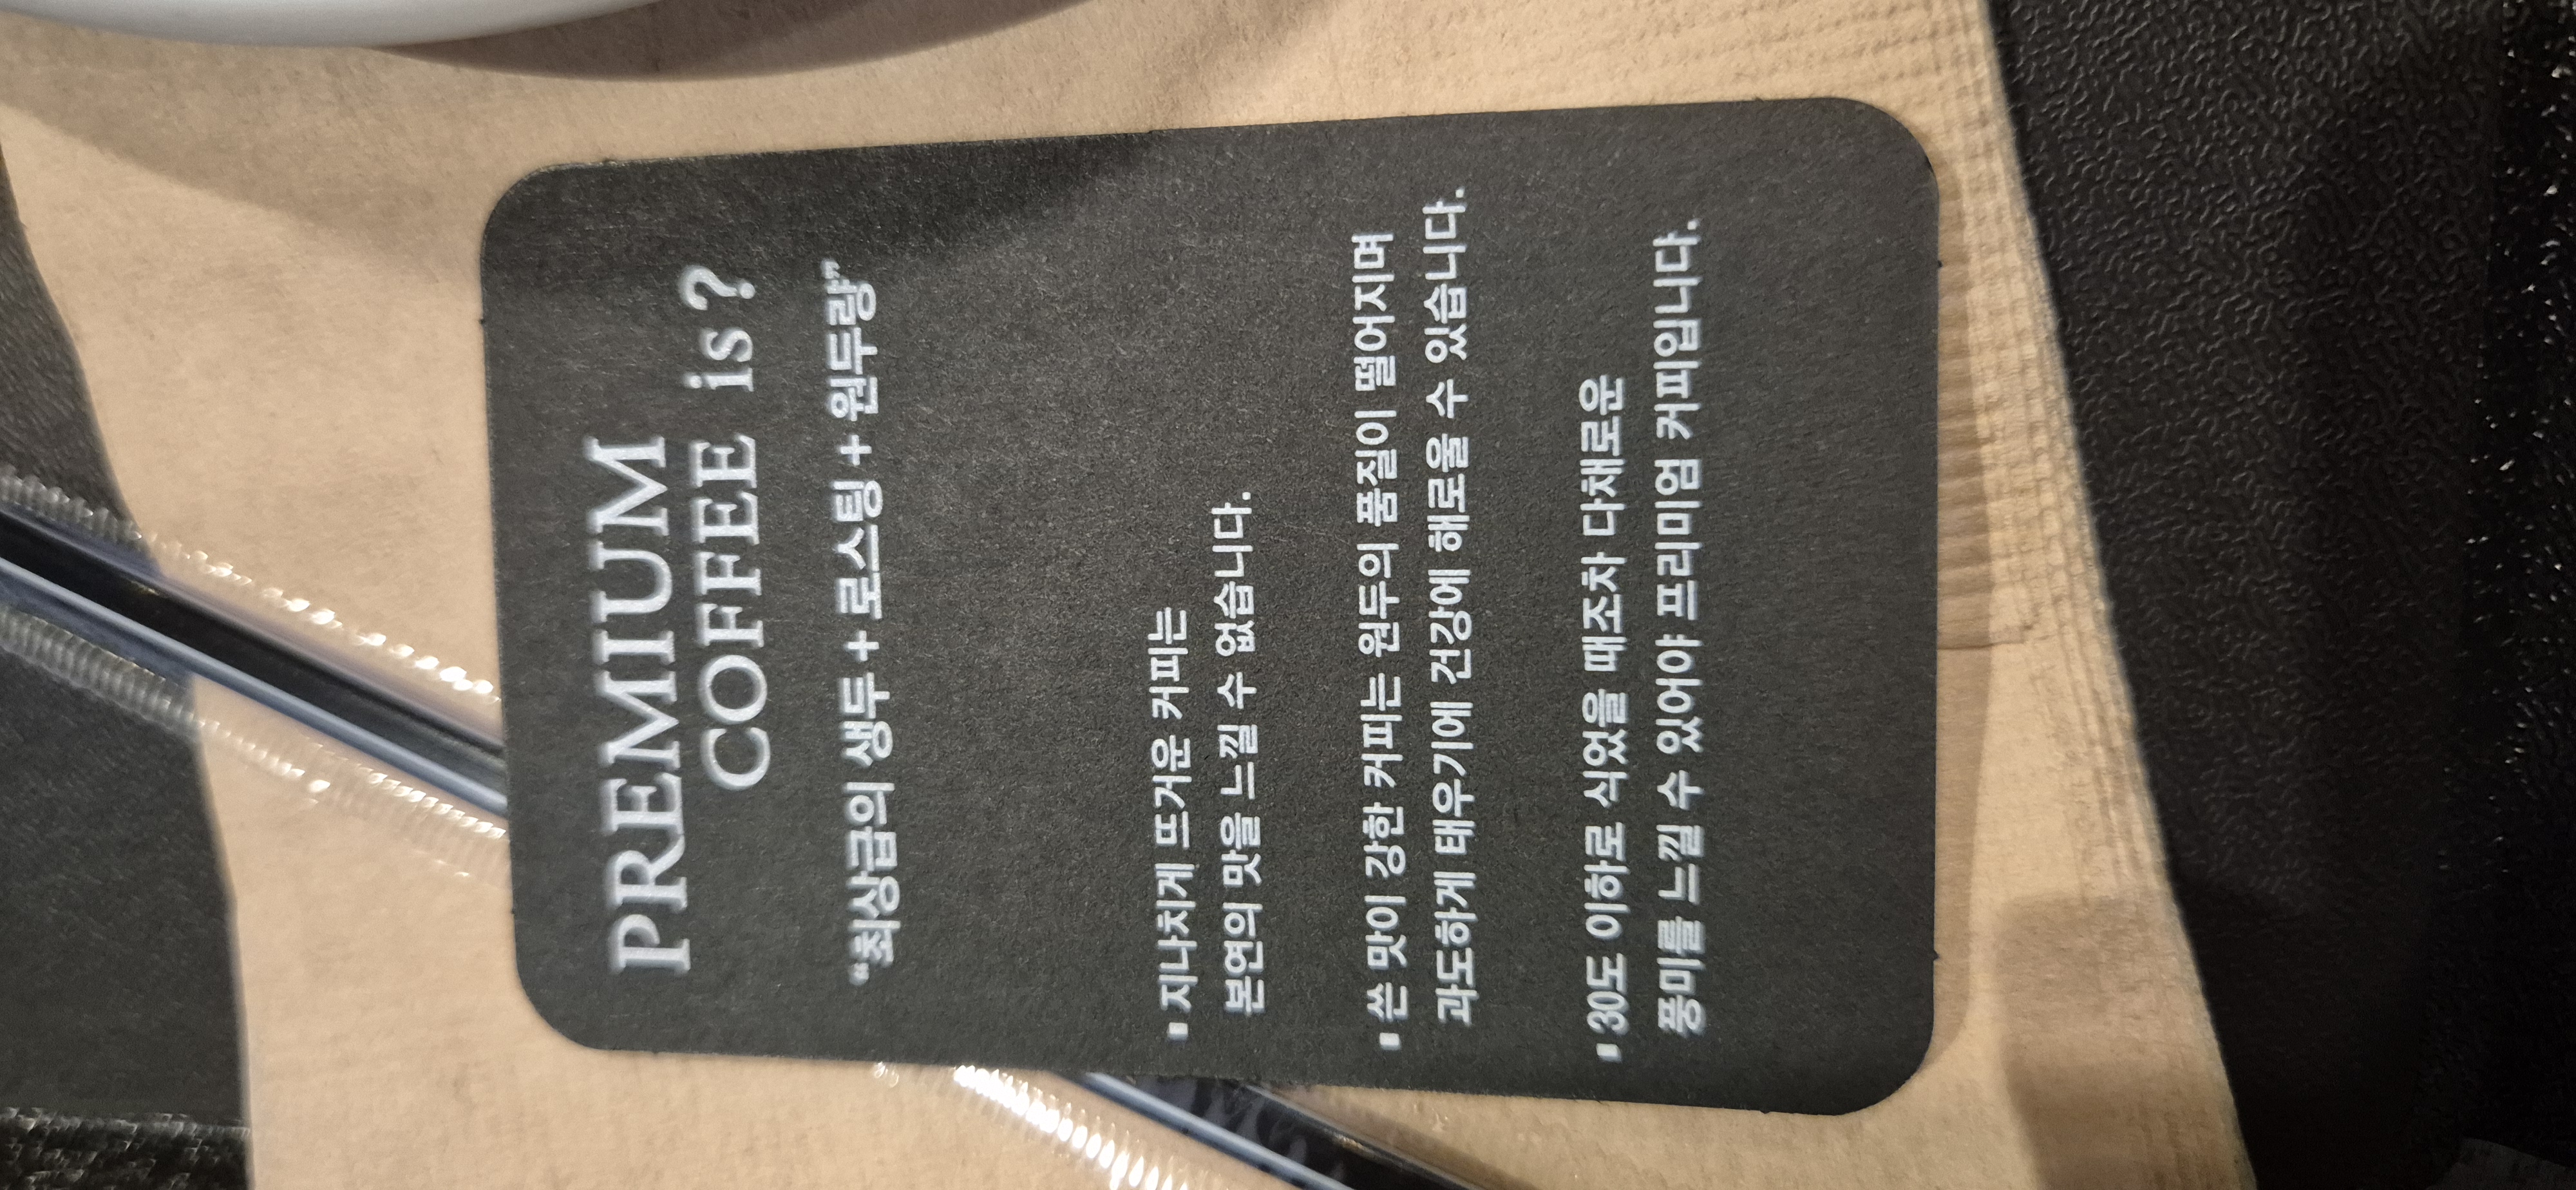 PREMIUM
COFFEE is?
“최상급의 생두 + 로스팅 + 원두량”
▪ 지나치게 뜨거운 커피는
본연의 맛을 느낄 수 없습니다.
▪ 쓴 맛이 강한 커피는 원두의 품질이 떨어지며
과도하게 태우기에 건강에 해로울 수 있습니다.
▪ 30도 이하로 식었을 때조차 다채로운
풍미를 느낄 수 있어야 프리미엄 커피입니다.